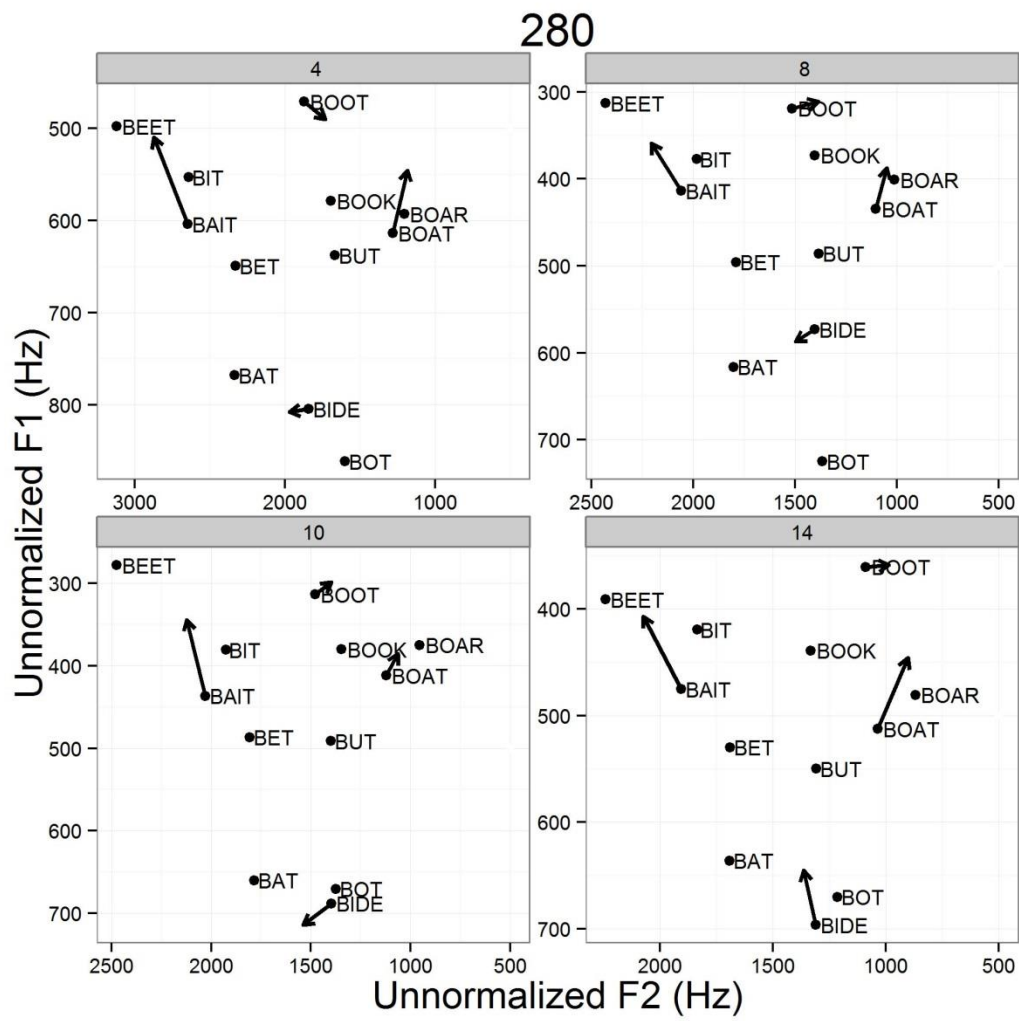 280
4
8
BOOT
BEET
BIT
BOOK
BOAR
BAIT
BOAT
BUT
BET
BAT
BIDE
BOT
500
600
700
800
3000
2000
1000
BEET
BOOT
BOOK
BIT
BOAR
BAIT
BOAT
BUT
BET
BIDE
BAT
BOT
300
400
500
600
700
2500
2000
1500
1000
500
10
14
BEET
BOOT
BIT
BOOK
BOAR
BOAT
BAIT
BET
BUT
BAT
BOT
BIDE
300
400
500
600
700
2500
2000
1500
1000
500
BOOT
BEET
BIT
BOOK
BAIT
BOAR
BOAT
BET
BUT
BAT
BOT
BIDE
400
500
600
700
2000
1500
1000
500
Unnormalized F1 (Hz)
Unnormalized F2 (Hz)